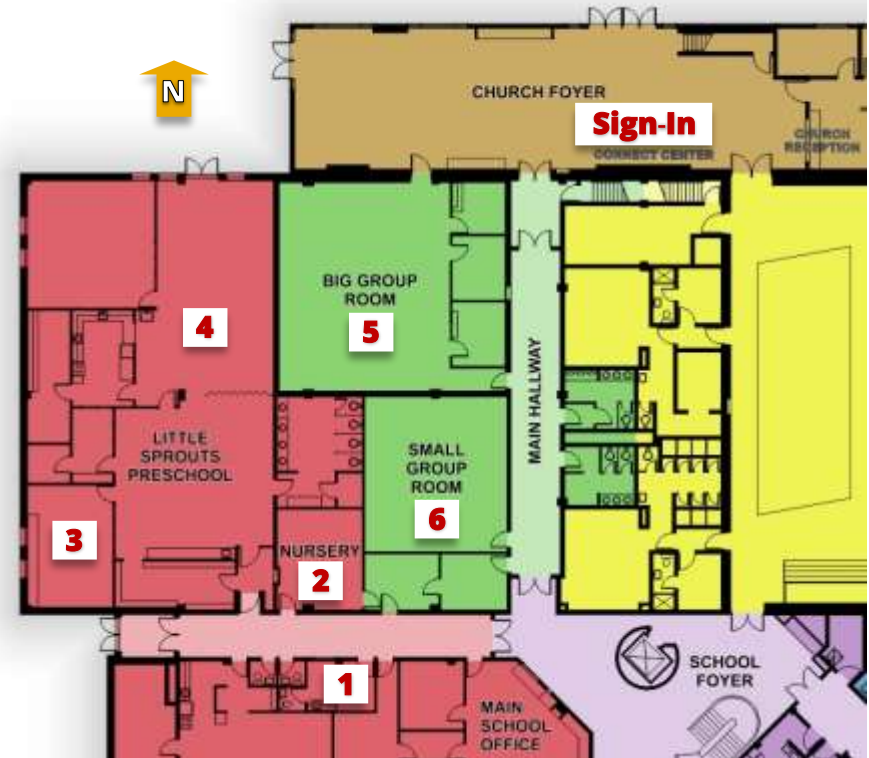 N
CHURCH FOYER
Sign-In
CHURCH
RECEPTION
CONNECT CENTER
BIG GROUP
ROOM
5
4
MAIN HALLWAY
LITTLE
SPROUTS
PRESCHOOL
SMALL
GROUP
ROOM
6
3
NURSERY
2
SCHOOL
FOYER
1
MAIN
SCHOOL
OFFICE